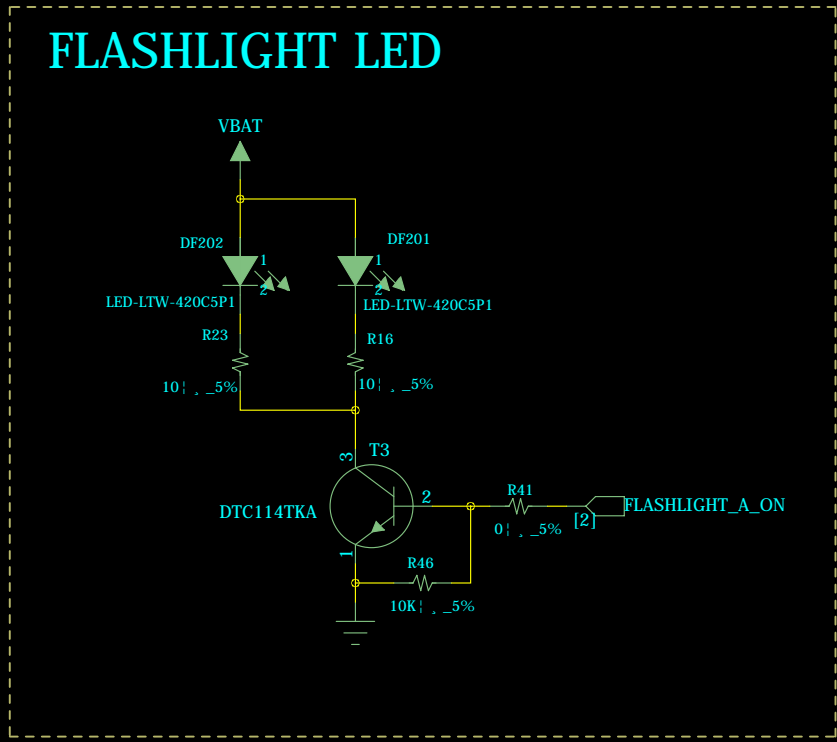 FLASHLIGHT LED
VBAT
DF202
DF201
1
1
2
2
LED-LTW-420C5P1
LED-LTW-420C5P1
R23
R16
10¦ ¸ _5%
10¦ ¸ _5%
T3
3
2
R41
FLASHLIGHT_A_ON
DTC114TKA
[2]
0¦ ¸ _5%
1
R46
10K¦ ¸ _5%